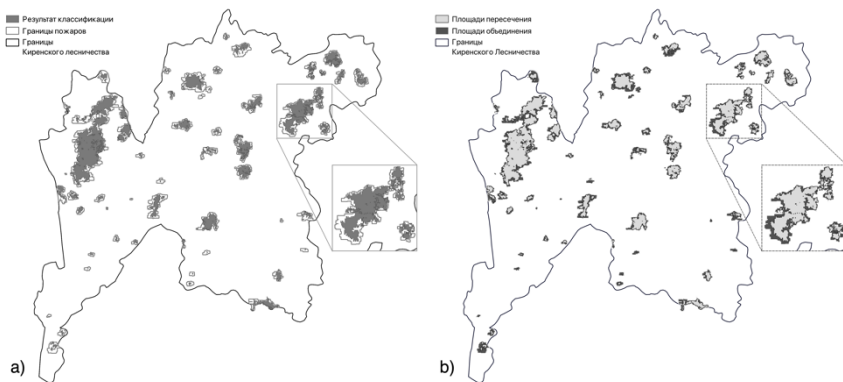 Результат классификации
Границы пожаров
Границы
Киренского лесничества
a)
Площади пересечения
Площади объединения
Границы
Киренского Лесничества
b)